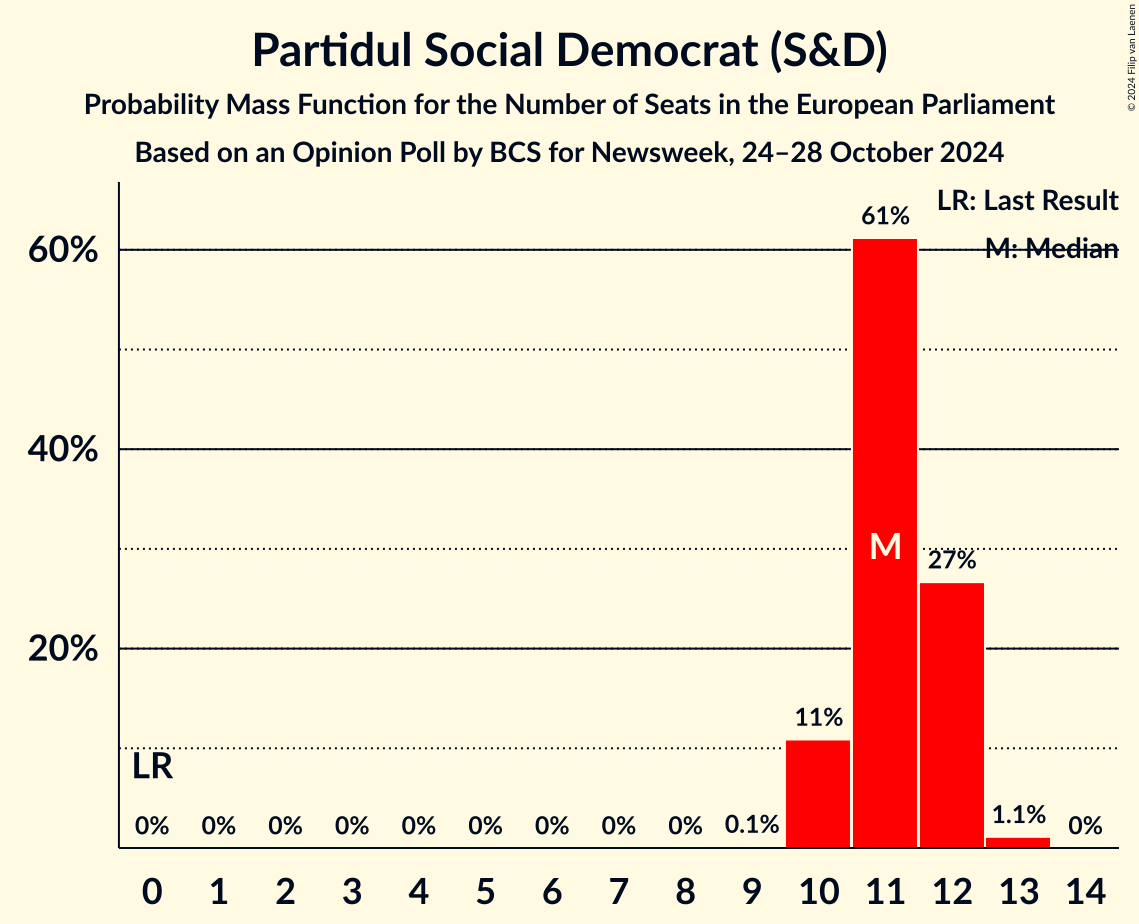 Partidul Social Democrat (S&D)
Probability Mass Function for the Number of Seats in the European Parliament
Based on an Opinion Poll by BCS for Newsweek, 24–28 October 2024
© 2024 Filip van Laenen
LR: Last Result
M: Median
60%
40%
20%
61%
M
27%
11%
LR
0% 0% 0% 0% 0% 0% 0% 0% 0% 0.1% 1.1% 0%
0 1 2 3 4 5 6 7 8 9 10 11 12 13 14